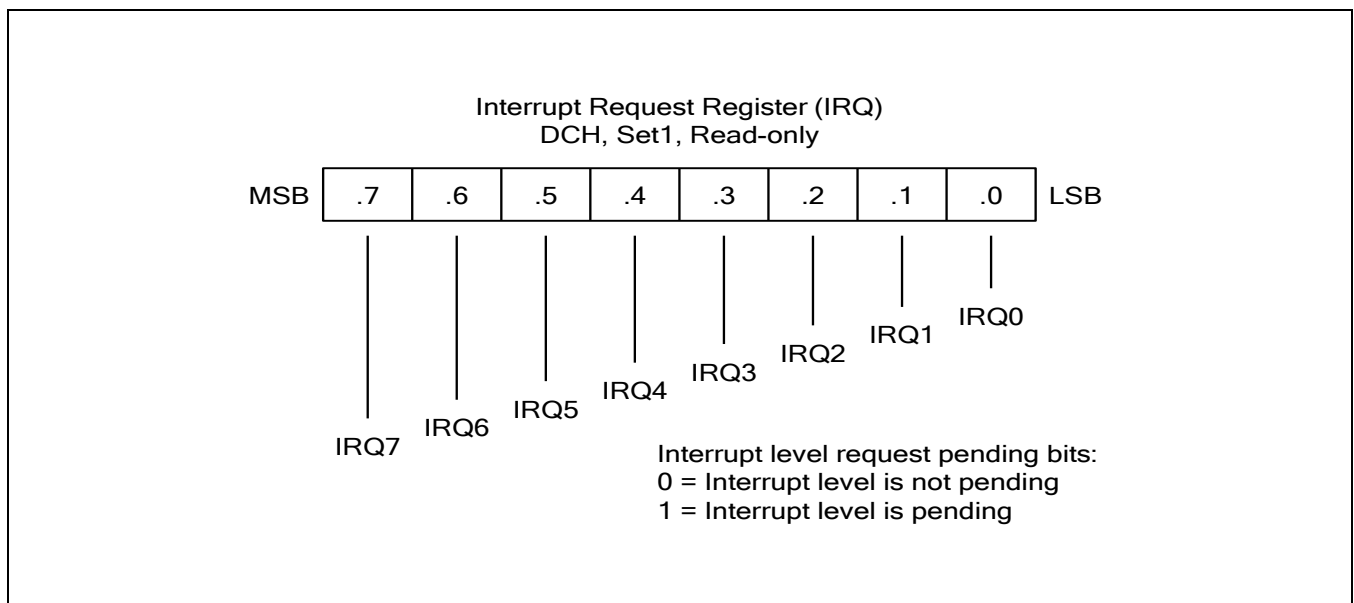 Interrupt Request Register (IRQ)
DCH, Set1, Read-only
MSB .7 .6 .5 .4 .3 .2 .1 .0 LSB
IRQ0
IRQ1
IRQ2
IRQ3
IRQ4
IRQ5
IRQ6
IRQ7
Interrupt level request pending bits:
0 = Interrupt level is not pending
1 = Interrupt level is pending